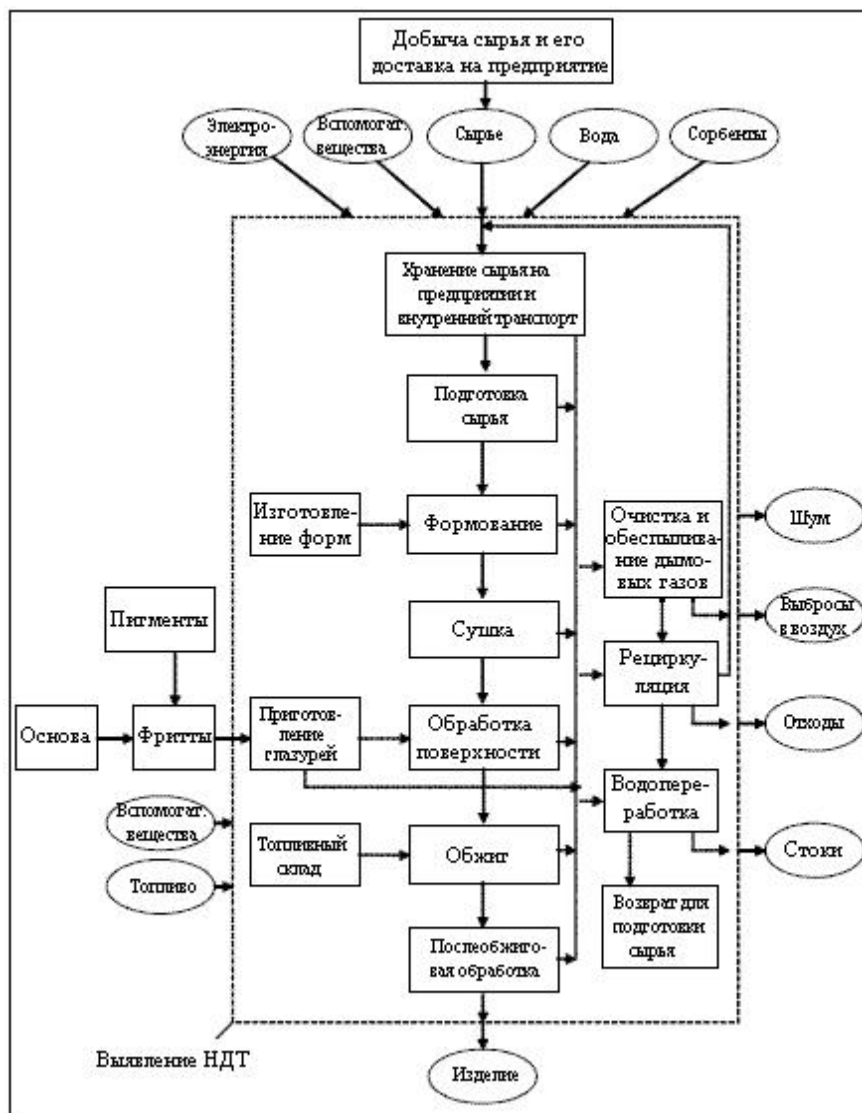 Добыча сырья и его
доставка на предприятие
Электро-
энергия
Вспомогат.
вещества
Сырье
Вода
Сорбенты
Хранение сырья на
предприятии и
внутренний транспорт
Подготовка
сырья
Изготовле-
ние форм
Формование
Очистка и
обеспылива-
ние дымо-
вых газов
Шум
Пигменты
Сушка
Рецирку-
ляция
Выбросы
в воздух
Основа
Фритты
Приготов-
ление
глазурей
Обработка
поверхности
Отходы
Вспомогат.
вещества
Водопере-
работка
Топливо
Топливный
склад
Обжиг
Стоки
Послеобжиго-
вая обработка
Возврат для
подготовки
сырья
Выявление НДТ
Изделие